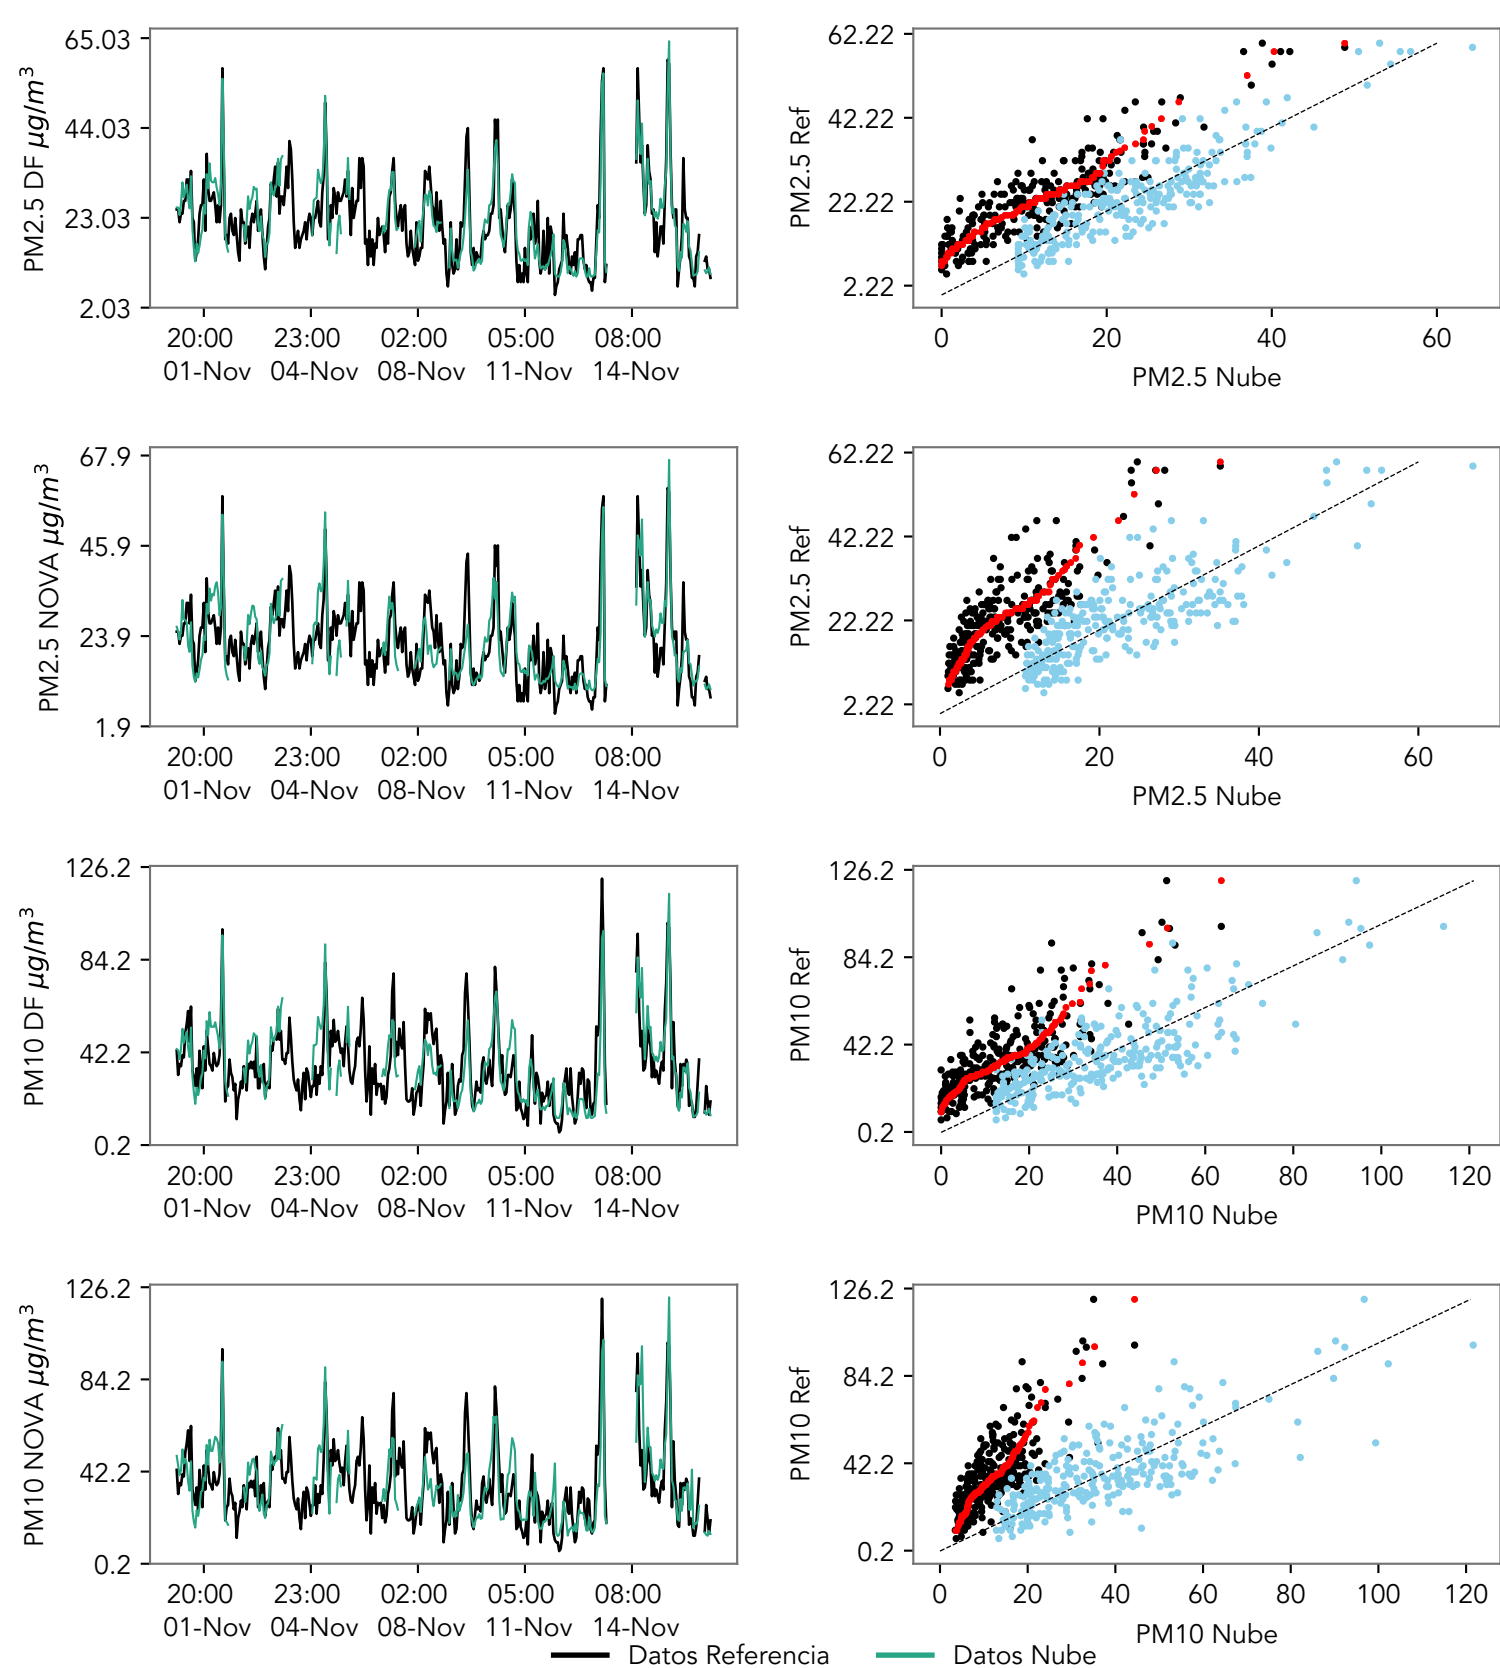 65.03
44.03
23.03
2.03
PM2.5 DF μg/m³
20:00 23:00 02:00 05:00 08:00
01-Nov 04-Nov 08-Nov 11-Nov 14-Nov
62.22
42.22
22.22
2.22
PM2.5 Ref
0 20 40 60
PM2.5 Nube
67.9
45.9
23.9
1.9
PM2.5 NOVA μg/m³
20:00 23:00 02:00 05:00 08:00
01-Nov 04-Nov 08-Nov 11-Nov 14-Nov
62.22
42.22
22.22
2.22
PM2.5 Ref
0 20 40 60
PM2.5 Nube
126.2
84.2
42.2
0.2
PM10 DF μg/m³
20:00 23:00 02:00 05:00 08:00
01-Nov 04-Nov 08-Nov 11-Nov 14-Nov
126.2
84.2
42.2
0.2
PM10 Ref
0 20 40 60 80 100 120
PM10 Nube
126.2
84.2
42.2
0.2
PM10 NOVA μg/m³
20:00 23:00 02:00 05:00 08:00
01-Nov 04-Nov 08-Nov 11-Nov 14-Nov
126.2
84.2
42.2
0.2
PM10 Ref
0 20 40 60 80 100 120
PM10 Nube
Datos Referencia Datos Nube